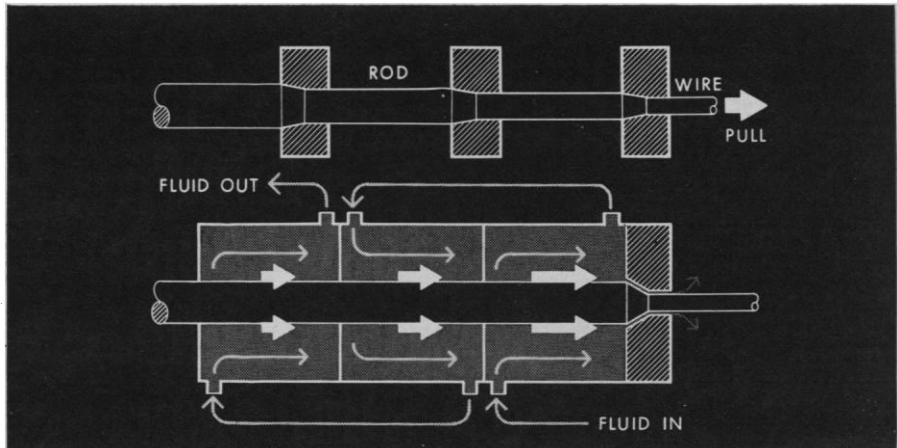 ROD
WIRE
PULL
FLUID OUT
FLUID IN